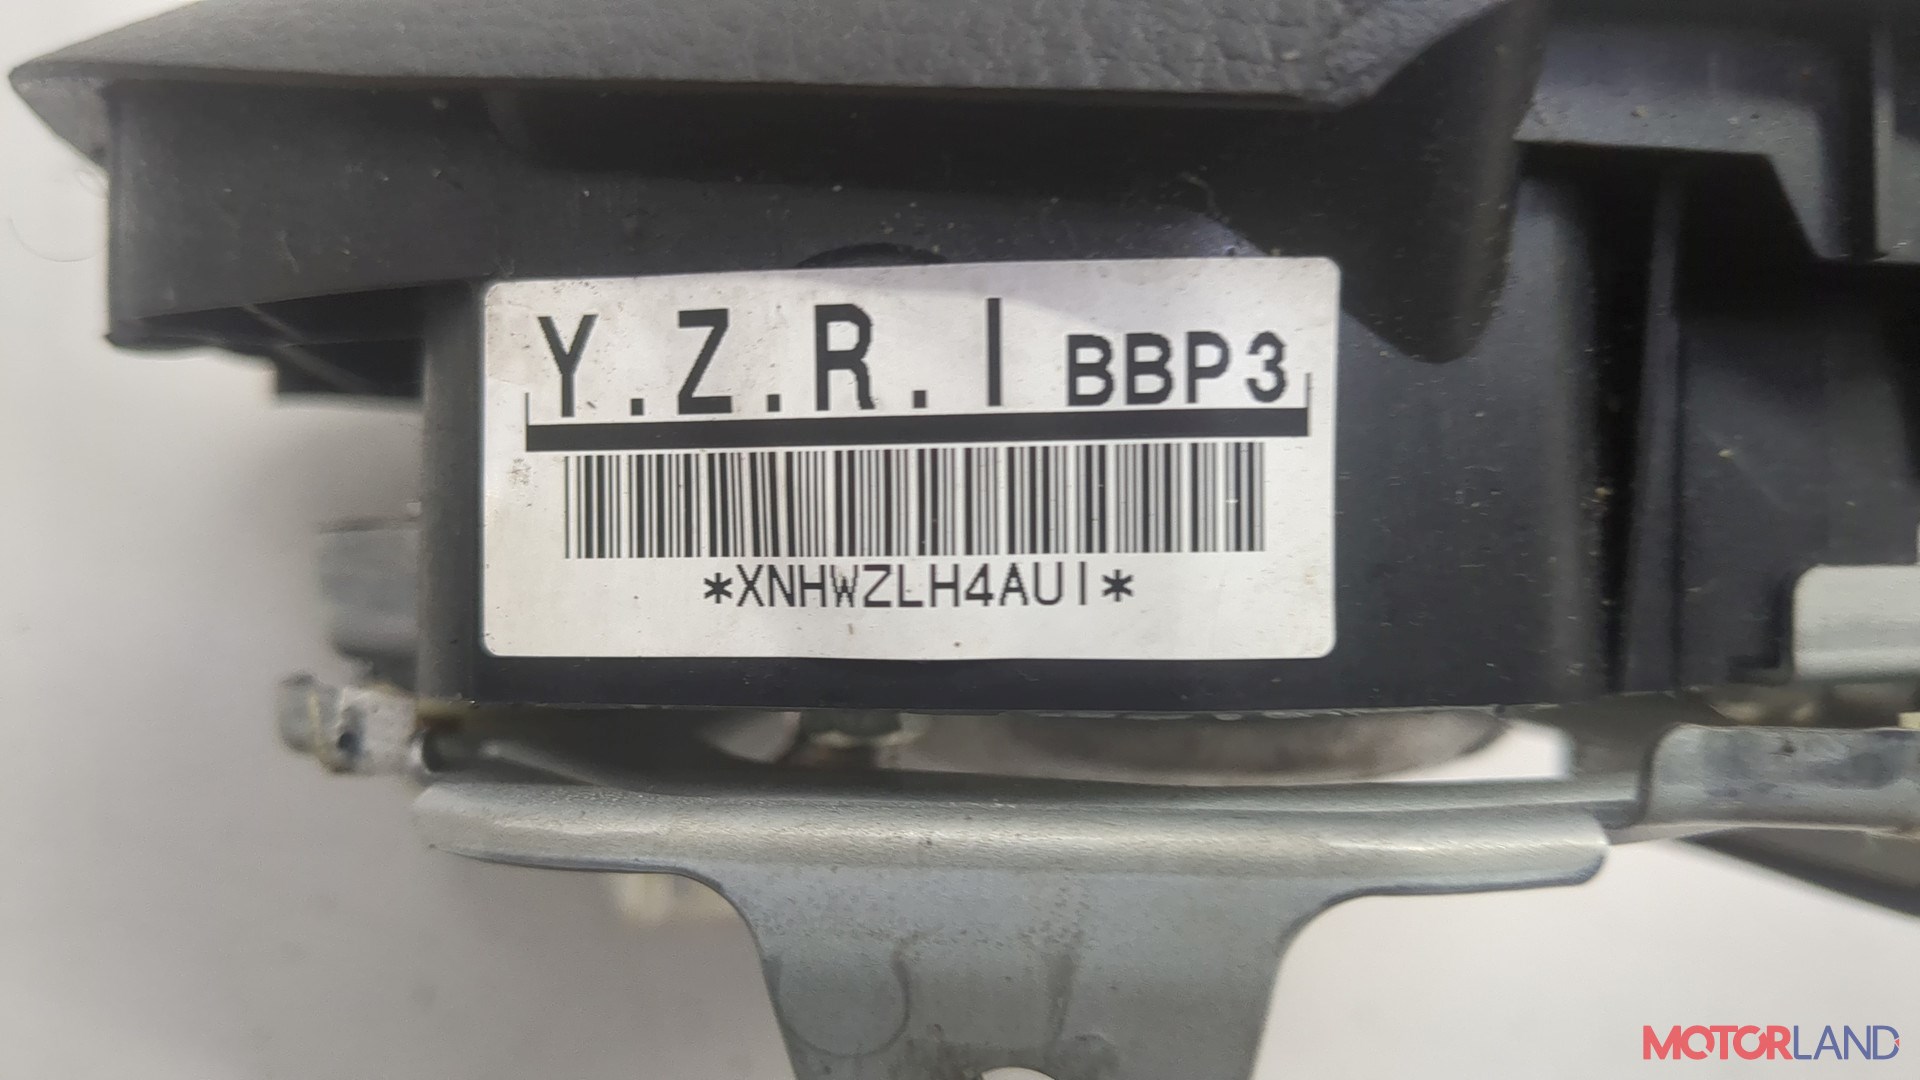 Y.Z.R.I BBP3
*XNHWZLH4AUI*
MOTORLAND